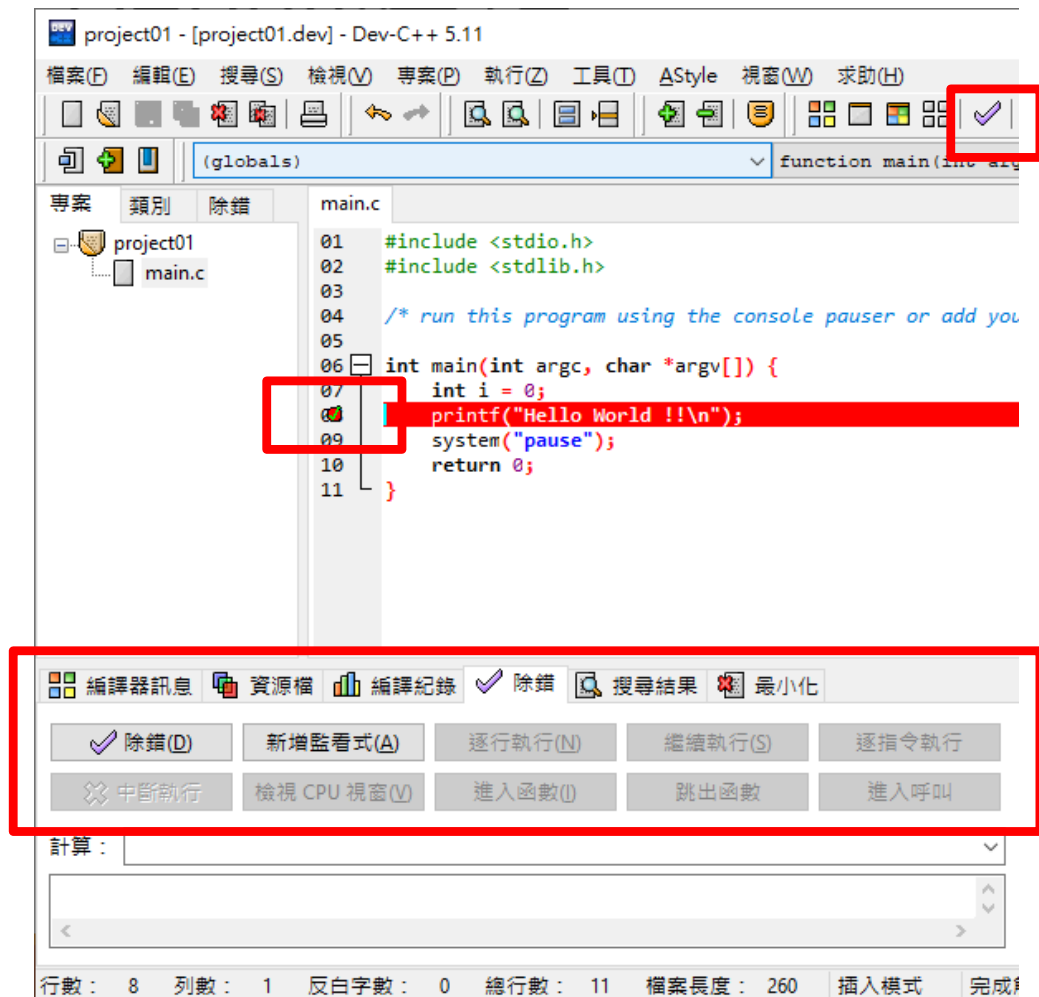 project01 - [project01.dev] - Dev-C++ 5.11
檔案(F) 編輯(E) 搜尋(S) 檢視(V) 專案(P) 執行(Z) 工具(T) AStyle 視窗(W) 求助(H)
(globals) function main(int arg
專案 類別 除錯 main.c
project01
main.c
01 #include <stdio.h>
02 #include <stdlib.h>
03
04 /* run this program using the console pauser or add you
05
06 int main(int argc, char *argv[]) {
07 int i = 0;
printf("Hello World !!\n");
09 system("pause");
10 return 0;
11 }
編譯器訊息 資源檔 編譯紀錄 除錯 搜尋結果 最小化
除錯(D) 新增監看式(A) 逐行執行(N) 繼續執行(S) 逐指令執行
中斷執行 檢視 CPU 視窗(V) 進入函數(I) 跳出函數 進入呼叫
計算：
行數： 8 列數： 1 反白字數： 0 總行數： 11 檔案長度： 260 插入模式 完成